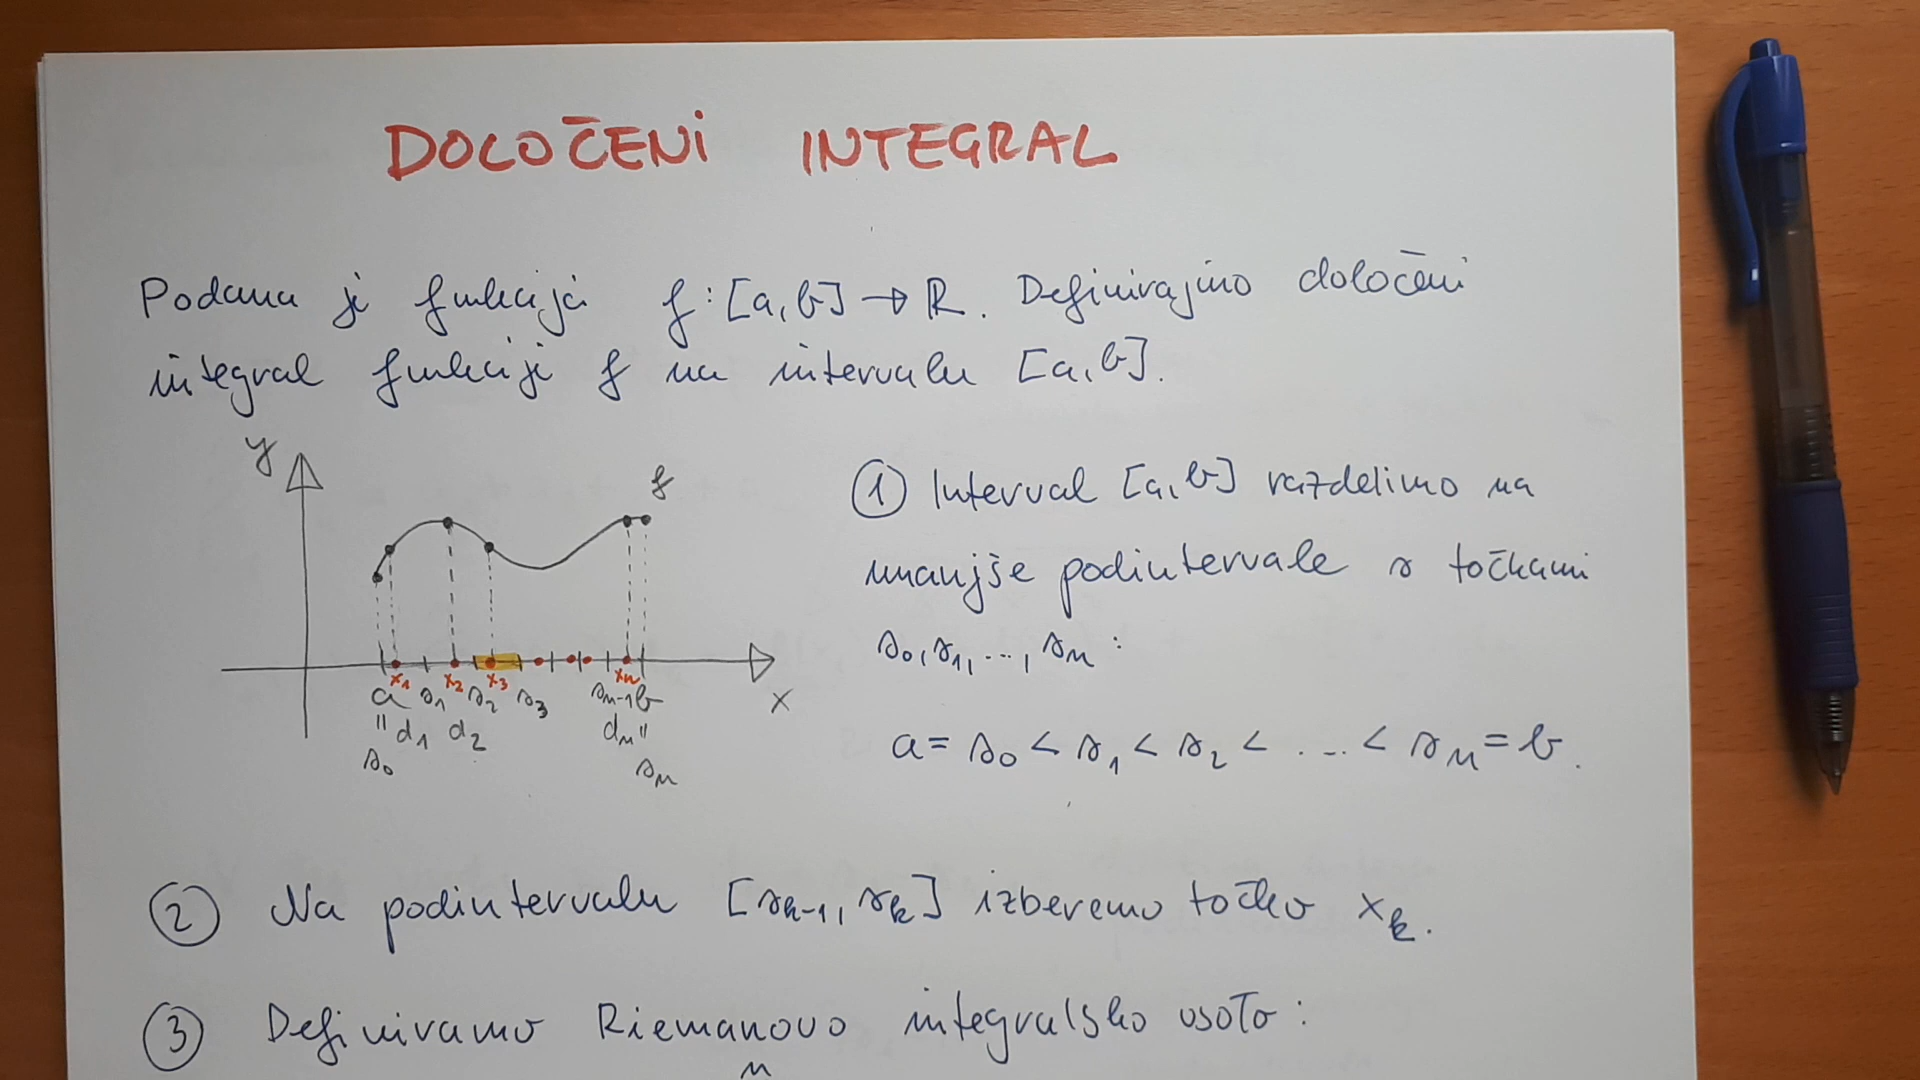 DOLOČENI INTEGRAL
Podana je funkcija f: [a,b] → ℝ. Definirajmo določeni
integral funkcije f na intervalu [a,b].
y
f
x₁ x₂ x₃ xₙ
a s₁ s₂ s₃ sₙ₋₁ b
x
" d₁ d₂ dₙ "
s₀ sₙ
① Interval [a,b] razdelimo na
manjše podintervale s točkami
s₀, s₁, ..., sₙ :
a = s₀ < s₁ < s₂ < .... < sₙ = b.
② Na podintervalu [sₖ₋₁, sₖ] izberemo točko xₖ.
③ Definiramo Riemanovo integralsko vsoto :
n